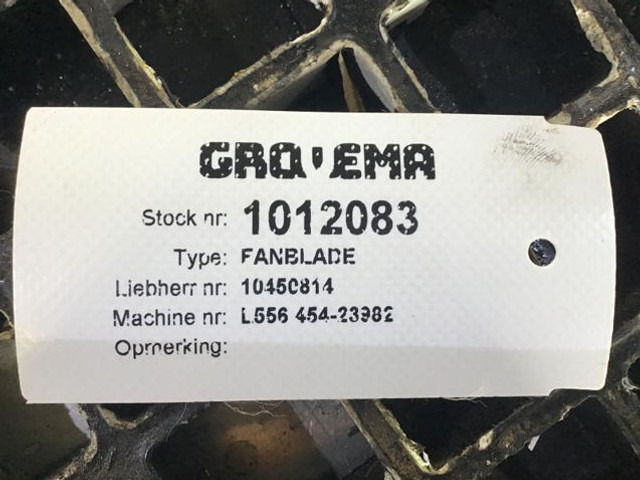 GRO'EMA
Stock nr: 1012083
Type: FANBLADE
Liebherr nr: 10450814
Machine nr: L556 454-23982
Opmerking: